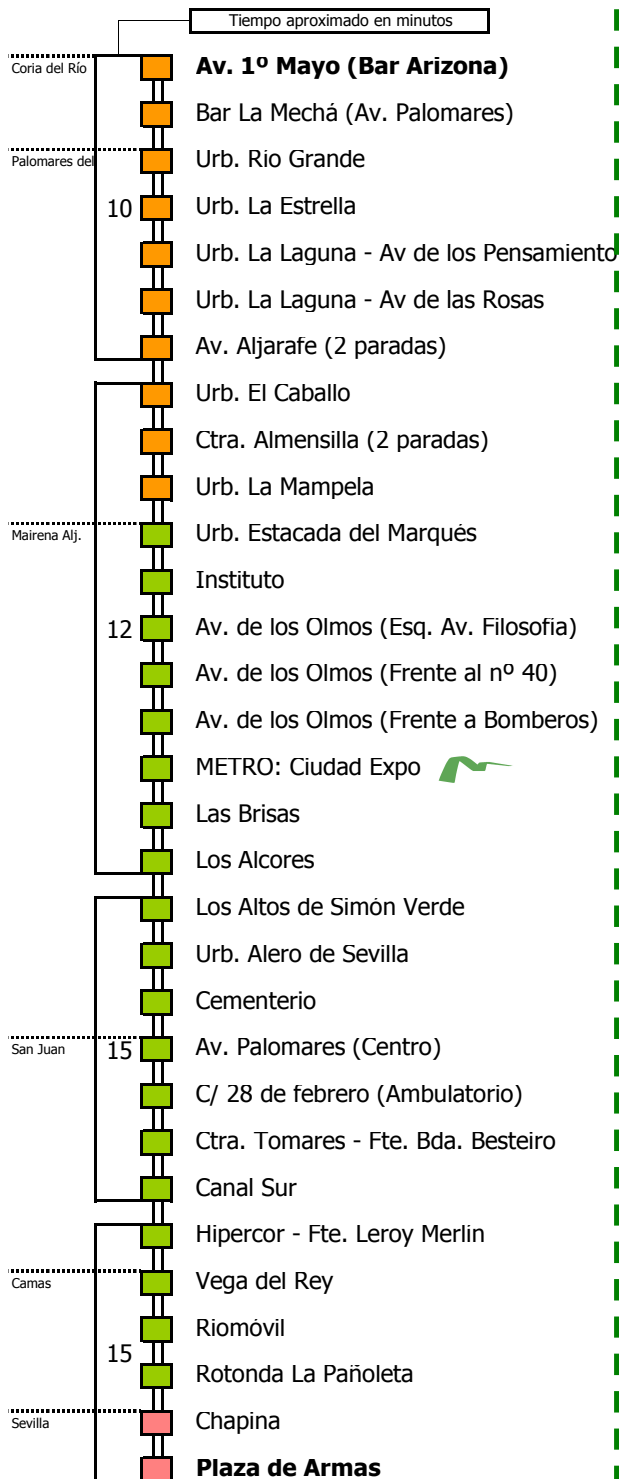 Tiempo aproximado en minutos
Coria del Río
Av. 1º Mayo (Bar Arizona)
Bar La Mechá (Av. Palomares)
Palomares del
Urb. Rio Grande
10
Urb. La Estrella
Urb. La Laguna - Av de los Pensamiento
Urb. La Laguna - Av de las Rosas
Av. Aljarafe (2 paradas)
Urb. El Caballo
Ctra. Almensilla (2 paradas)
Urb. La Mampela
Mairena Alj.
Urb. Estacada del Marqués
Instituto
12
Av. de los Olmos (Esq. Av. Filosofia)
Av. de los Olmos (Frente al nº 40)
Av. de los Olmos (Frente a Bomberos)
METRO: Ciudad Expo
Las Brisas
Los Alcores
Los Altos de Simón Verde
Urb. Alero de Sevilla
Cementerio
San Juan
15
Av. Palomares (Centro)
C/ 28 de febrero (Ambulatorio)
Ctra. Tomares - Fte. Bda. Besteiro
Canal Sur
Hipercor - Fte. Leroy Merlin
Camas
Vega del Rey
Riomóvil
15
Rotonda La Pañoleta
Sevilla
Chapina
Plaza de Armas